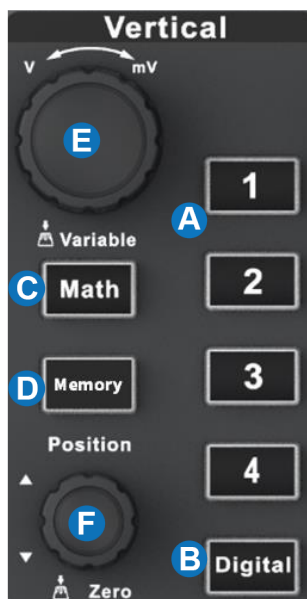 Vertical
V mV
E
1
A
Variable
C Math
2
D Memory
3
Position
4
F
B Digital
Zero